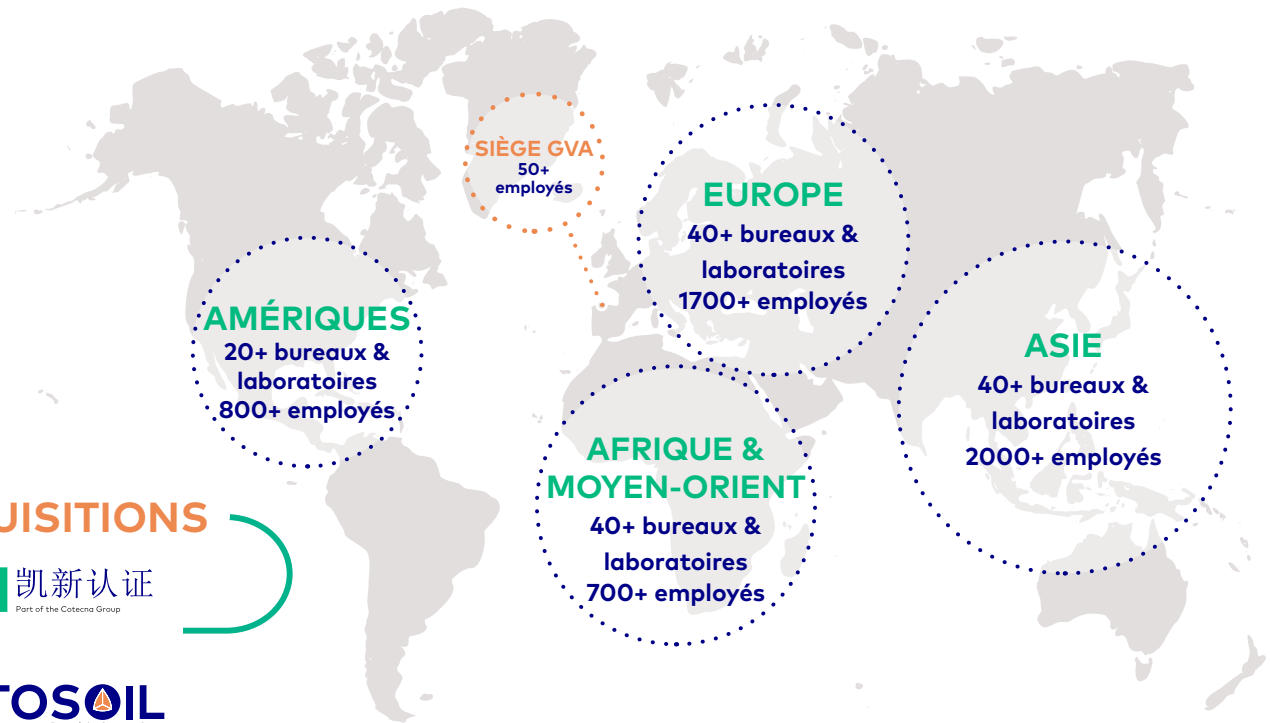 SIÈGE GVA
50+
employés
EUROPE
40+ bureaux &
laboratoires
1700+ employés
AMÉRIQUES
20+ bureaux &
laboratoires
800+ employés
ASIE
40+ bureaux &
laboratoires
2000+ employés
AFRIQUE &
MOYEN-ORIENT
40+ bureaux &
laboratoires
700+ employés
UISITIONS
凯新认证
Part of the Cotecna Group
TOSOIL